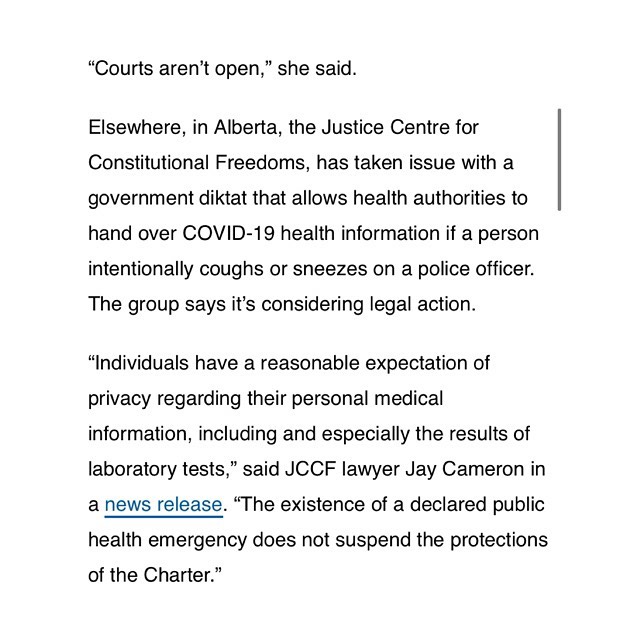 “Courts aren’t open,” she said.
Elsewhere, in Alberta, the Justice Centre for
Constitutional Freedoms, has taken issue with a
government diktat that allows health authorities to
hand over COVID-19 health information if a person
intentionally coughs or sneezes on a police officer.
The group says it’s considering legal action.
“Individuals have a reasonable expectation of
privacy regarding their personal medical
information, including and especially the results of
laboratory tests,” said JCCF lawyer Jay Cameron in
a news release. “The existence of a declared public
health emergency does not suspend the protections
of the Charter.”